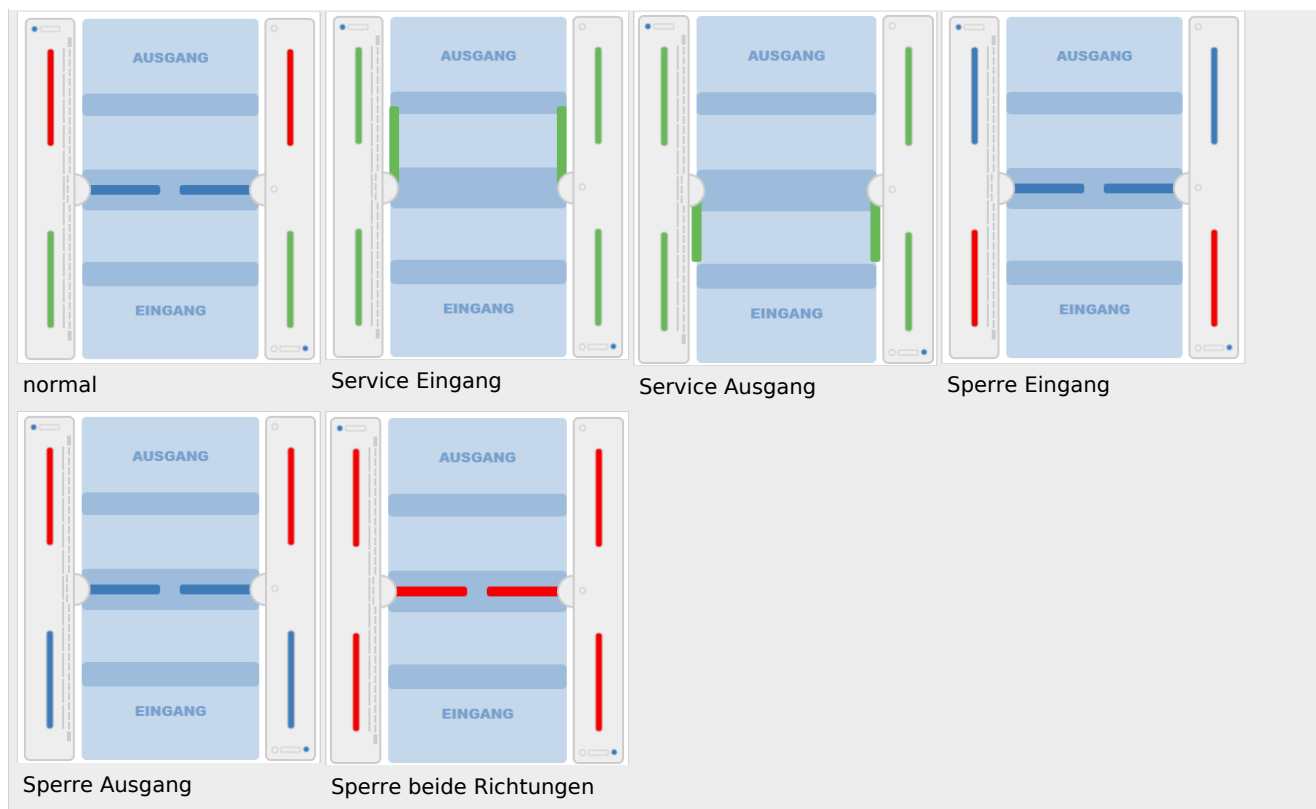 AUSGANG
EINGANG
normal
AUSGANG
EINGANG
Service Eingang
AUSGANG
EINGANG
Service Ausgang
AUSGANG
EINGANG
Sperre Eingang
AUSGANG
EINGANG
Sperre Ausgang
AUSGANG
EINGANG
Sperre beide Richtungen